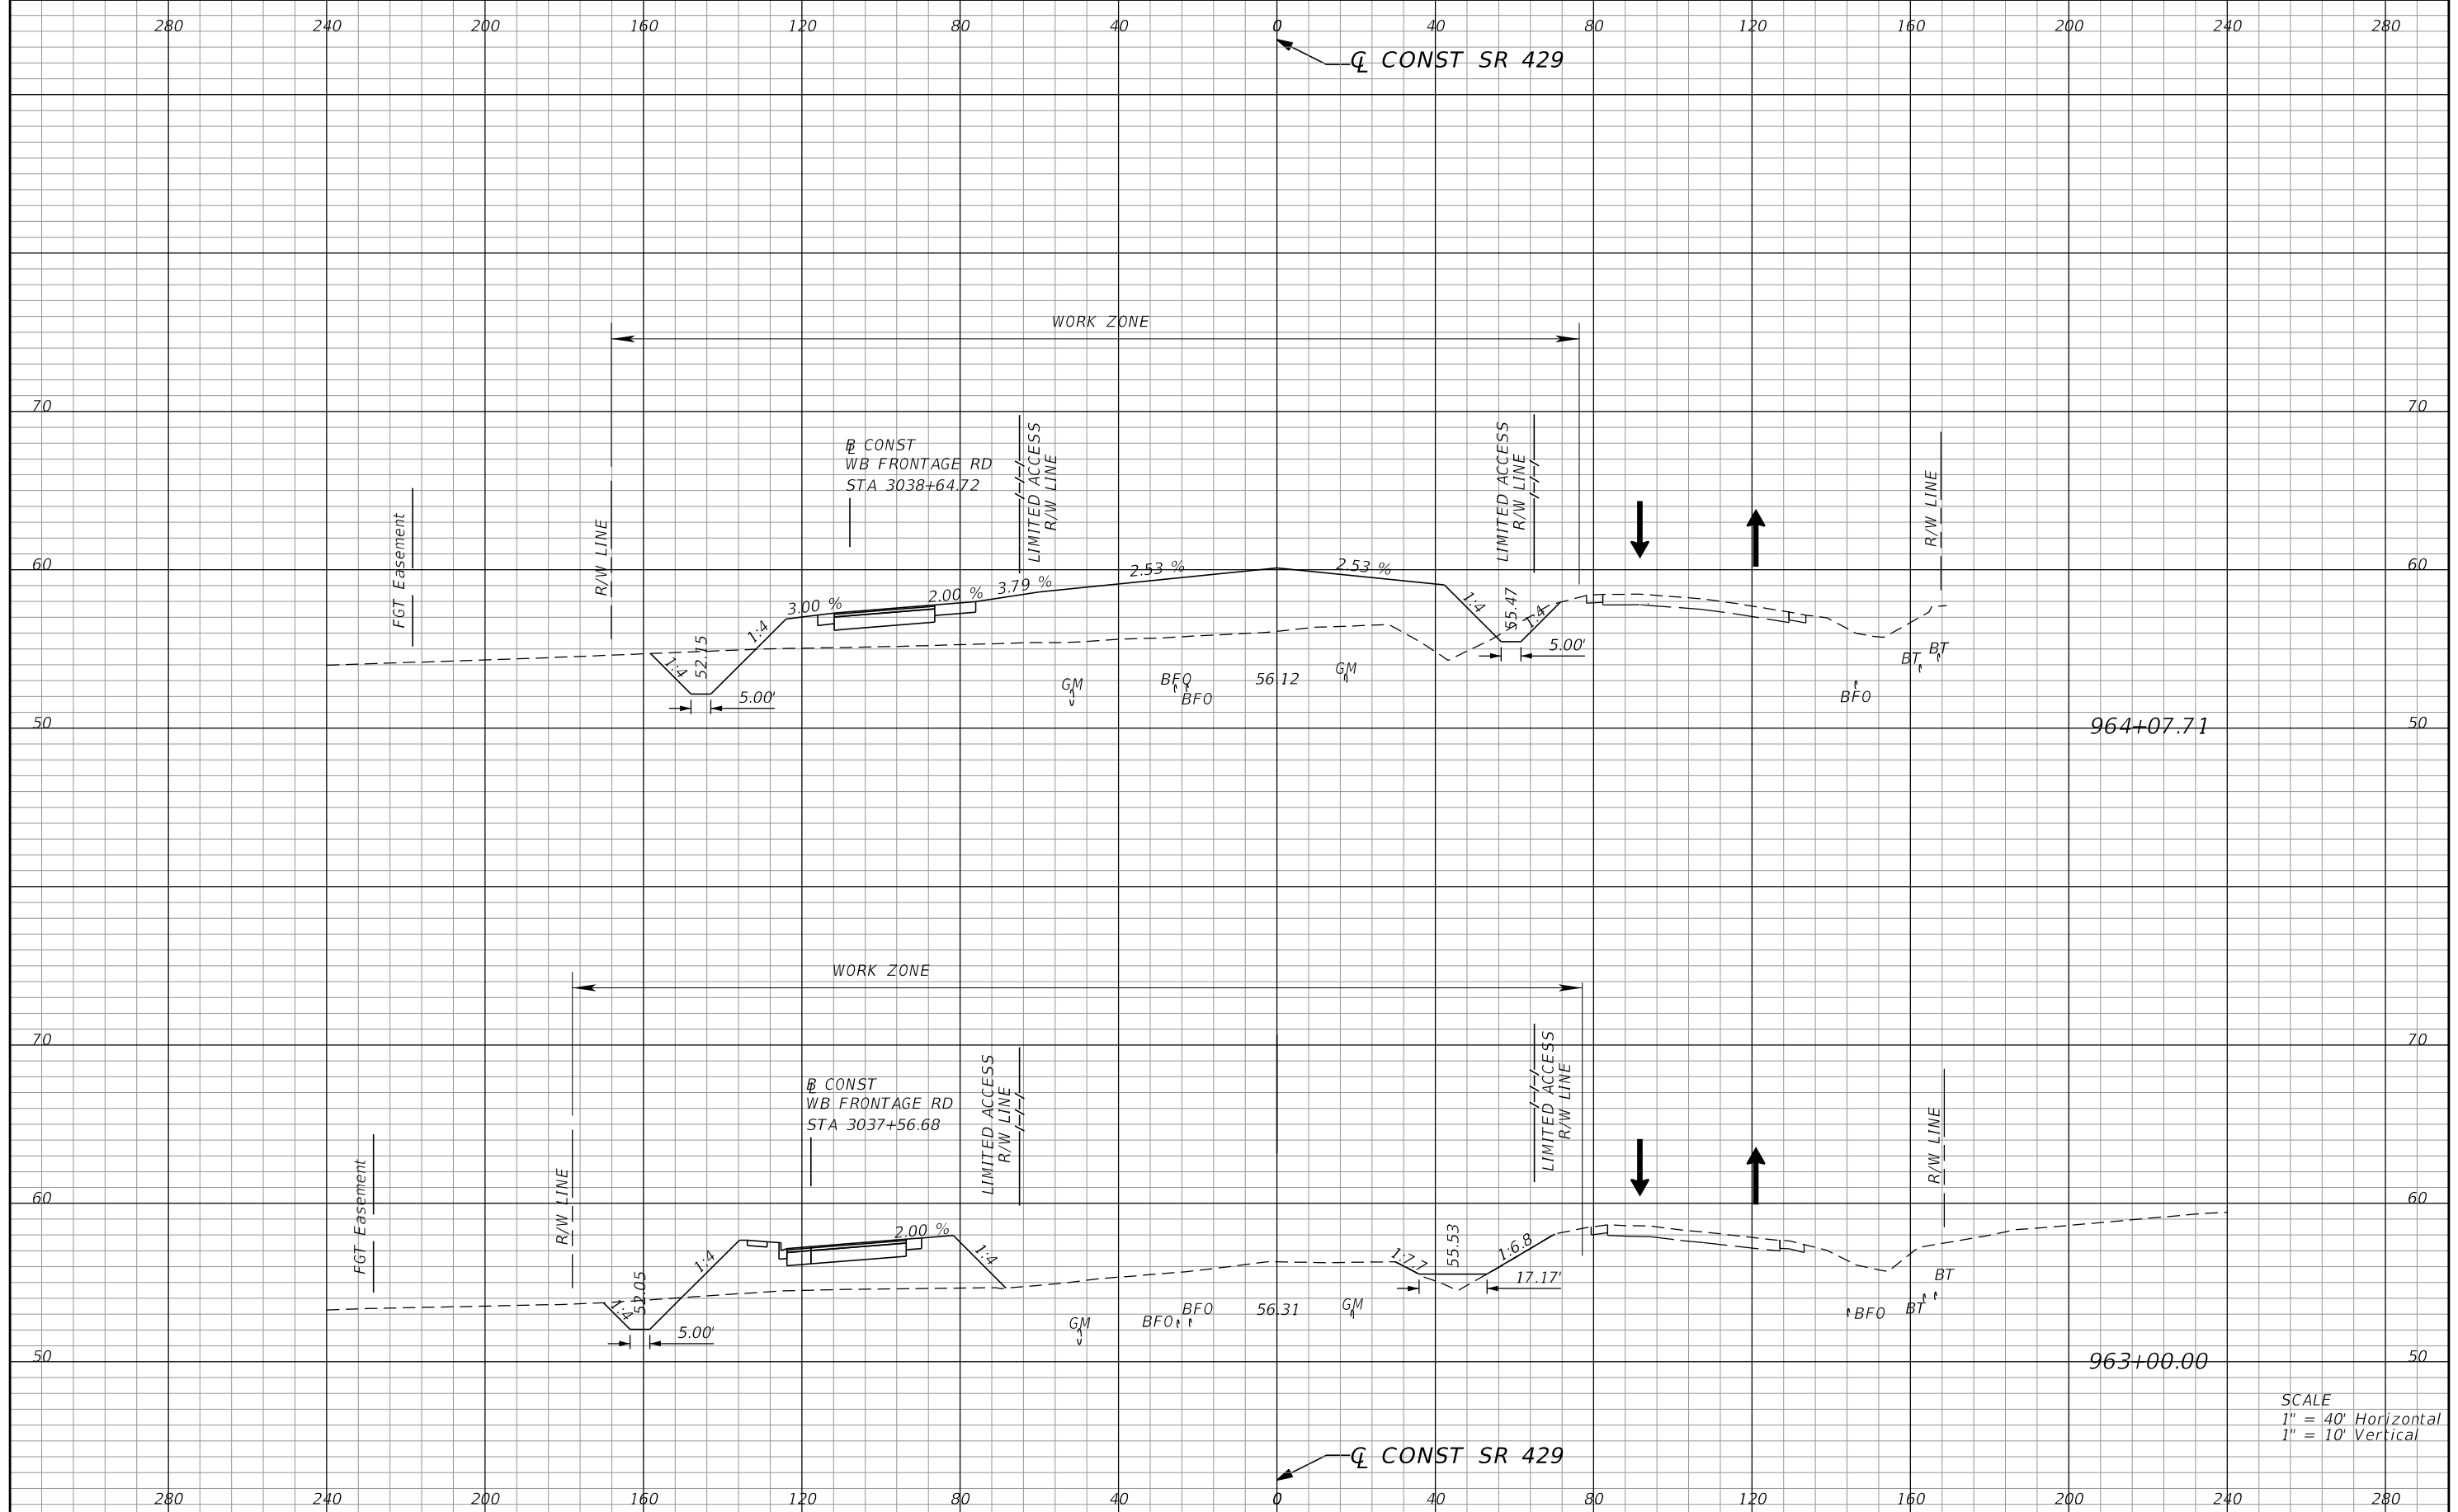 280 240 200 160 120 80 40 0 40 80 120 160 200 240 280
℄ CONST SR 429
WORK ZONE
70 70
℄ CONST
WB FRONTAGE RD
STA 3038+64.72
FGT Easement
R/W LINE
LIMITED ACCESS
R/W LINE
LIMITED ACCESS
R/W LINE
R/W LINE
60 60
1:4
52.15
1:4
3.00 %
2.00 %
3.79 %
2.53 %
2.53 %
1:4
55.47
1:4
5.00'
5.00'
GM
BFO
BFO
56.12
GM
BFO
BT
BT
50 50
964+07.71
WORK ZONE
70 70
B CONST
WB FRONTAGE RD
STA 3037+56.68
FGT Easement
R/W LINE
LIMITED ACCESS
R/W LINE
LIMITED ACCESS
R/W LINE
R/W LINE
60 60
1:4
52.05
1:4
2.00 %
1:4
1:7.7
55.53
1:6.8
17.17'
5.00'
GM
BFO
BFO
56.31
GM
BFO
BT
BT
50 50
963+00.00
SCALE
1" = 40' Horizontal
1" = 10' Vertical
℄ CONST SR 429
280 240 200 160 120 80 40 0 40 80 120 160 200 240 280